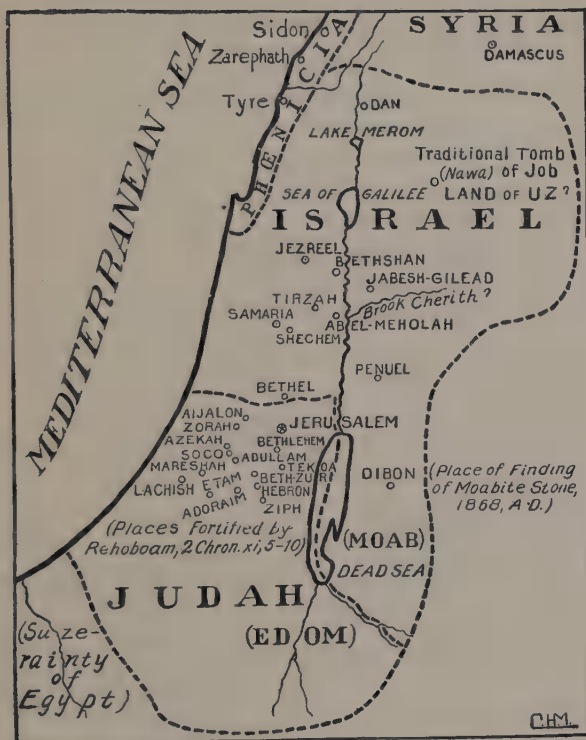 SYRIA
Sidon
DAMASCUS
Zarephath
PHŒNICIA
Tyre
DAN
MEDITERRANEAN SEA
LAKE MEROM
Traditional Tomb
(Nawa) of Job
LAND OF UZ?
SEA OF GALILEE
ISRAEL
JEZREEL
BETHSHAN
JABESH-GILEAD
TIRZAH
Brook Cherith?
SAMARIA
ABEL-MEHOLAH
SHECHEM
PENUEL
BETHEL
AIJALON
ZORAH
JERUSALEM
AZEKAH
BETHLEHEM
SOCO
ADULLAM
MARESHAH
TEKOA
BETH-ZUR
LACHISH
ETAM
HEBRON
ADORAIM
ZIPH
DIBON
(Place of Finding
of Moabite Stone,
1868, A.D.)
(Places Fortified by
Rehoboam, 2 Chron. xi, 5-10)
(MOAB)
DEAD SEA
JUDAH
(EDOM)
(Suze-
rainty
of
Egypt)
C.H.M.